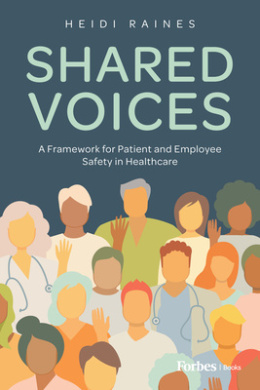 HEIDI RAINES
SHARED
VOICES
A Framework for Patient and Employee
Safety in Healthcare
Forbes | Books